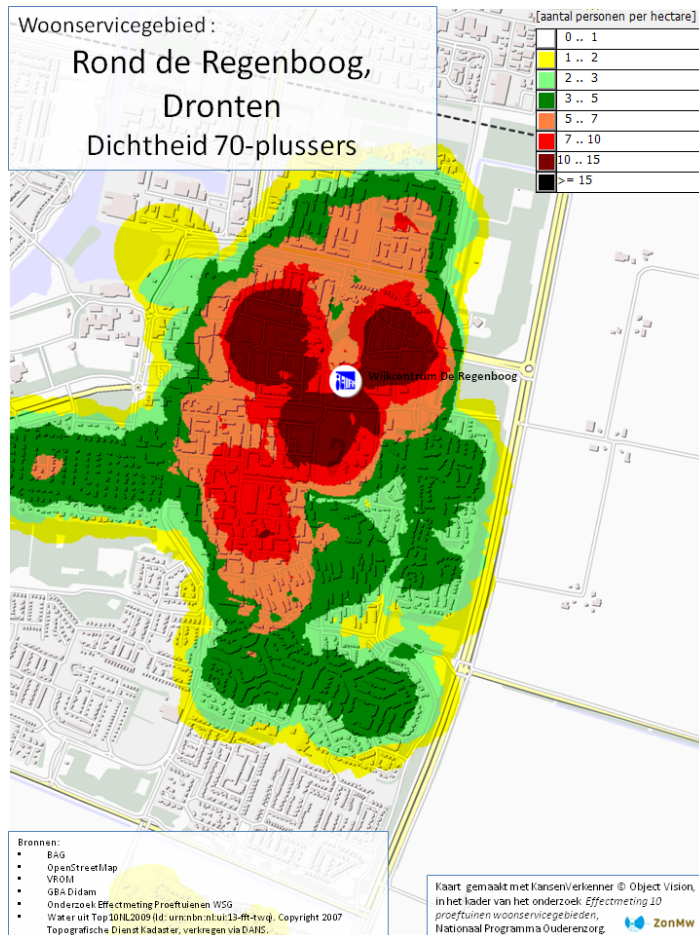 Woonservicegebied :
Rond de Regenboog,
Dronten
Dichtheid 70-plussers
[aantal personen per hectare]
0 .. 1
1 .. 2
2 .. 3
3 .. 5
5 .. 7
7 .. 10
10 .. 15
>= 15
Wijkcentrum De Regenboog
Bronnen:
▪ BAG
▪ OpenStreetMap
▪ VROM
▪ GBA Didam
▪ Onderzoek Effectmeting Proeftuinen WSG
▪ Water uit Top10NL2009 (Id: urn:nbn:nl:ui:13-fft-twq). Copyright 2007
Topografische Dienst Kadaster, verkregen via DANS.
Kaart gemaakt met KansenVerkenner © Object Vision,
in het kader van het onderzoek Effectmeting 10
proeftuinen woonservicegebieden,
Nationaal Programma Ouderenzorg,
ZonMw